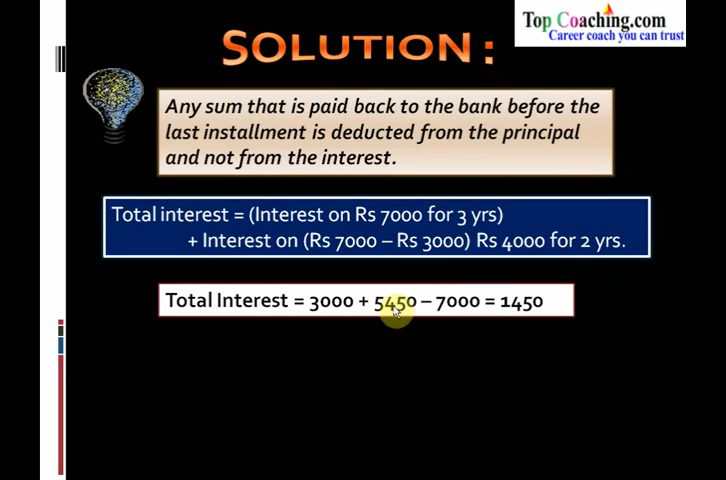 Top Coaching.com
Career coach you can trust
SOLUTION :
Any sum that is paid back to the bank before the
last installment is deducted from the principal
and not from the interest.
Total interest = (Interest on Rs 7000 for 3 yrs)
+ Interest on (Rs 7000 – Rs 3000) Rs 4000 for 2 yrs.
Total Interest = 3000 + 5450 – 7000 = 1450